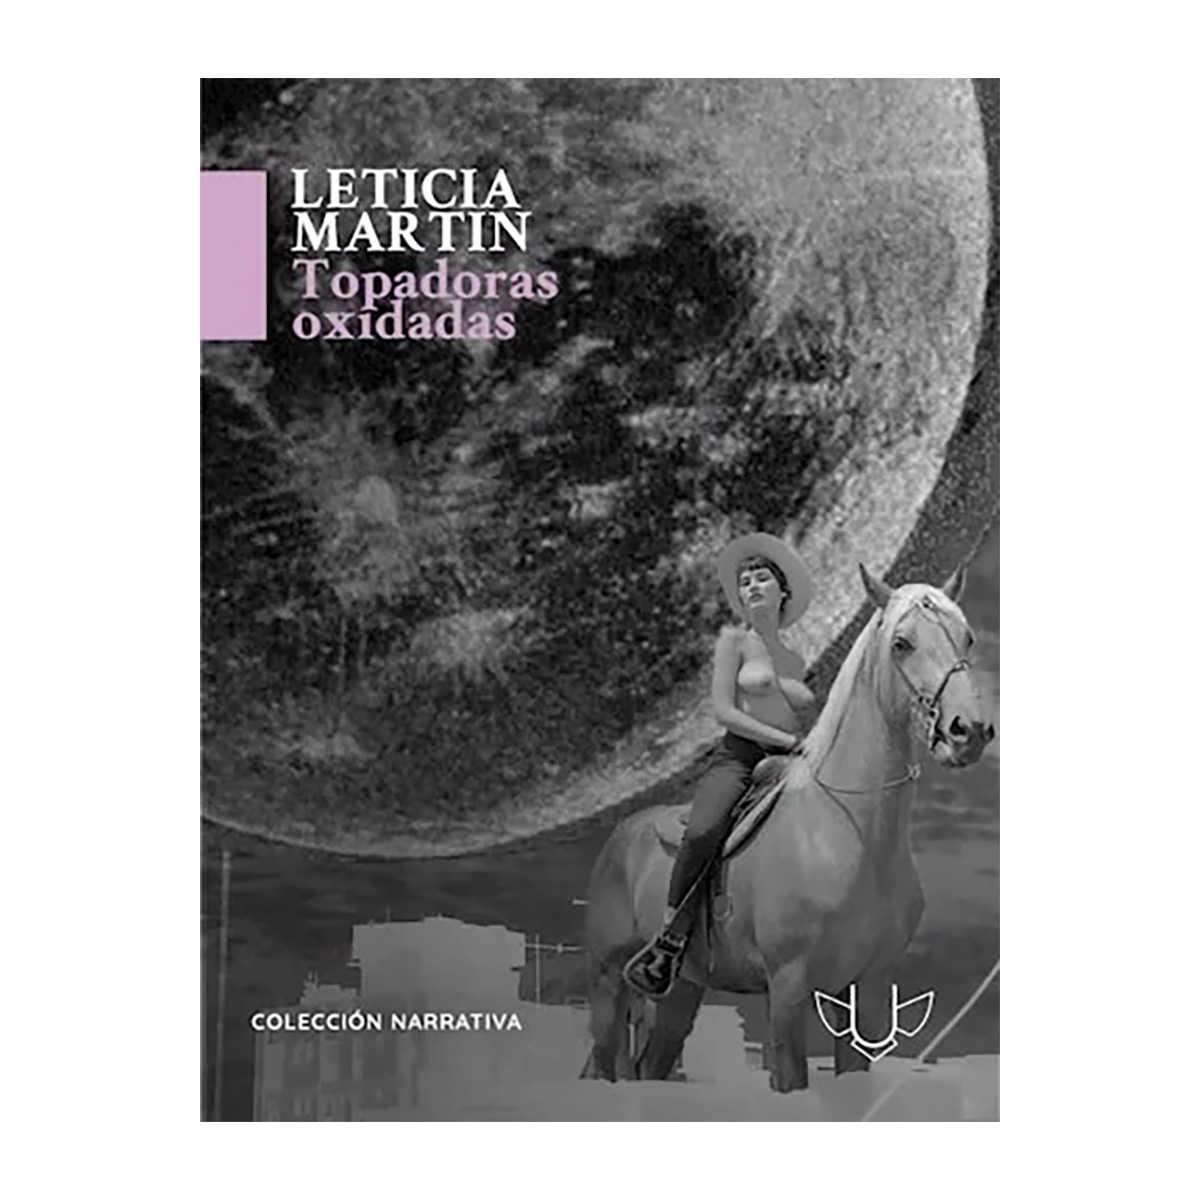 LETICIA
MARTIN
Topadoras
oxidadas
COLECCIÓN NARRATIVA